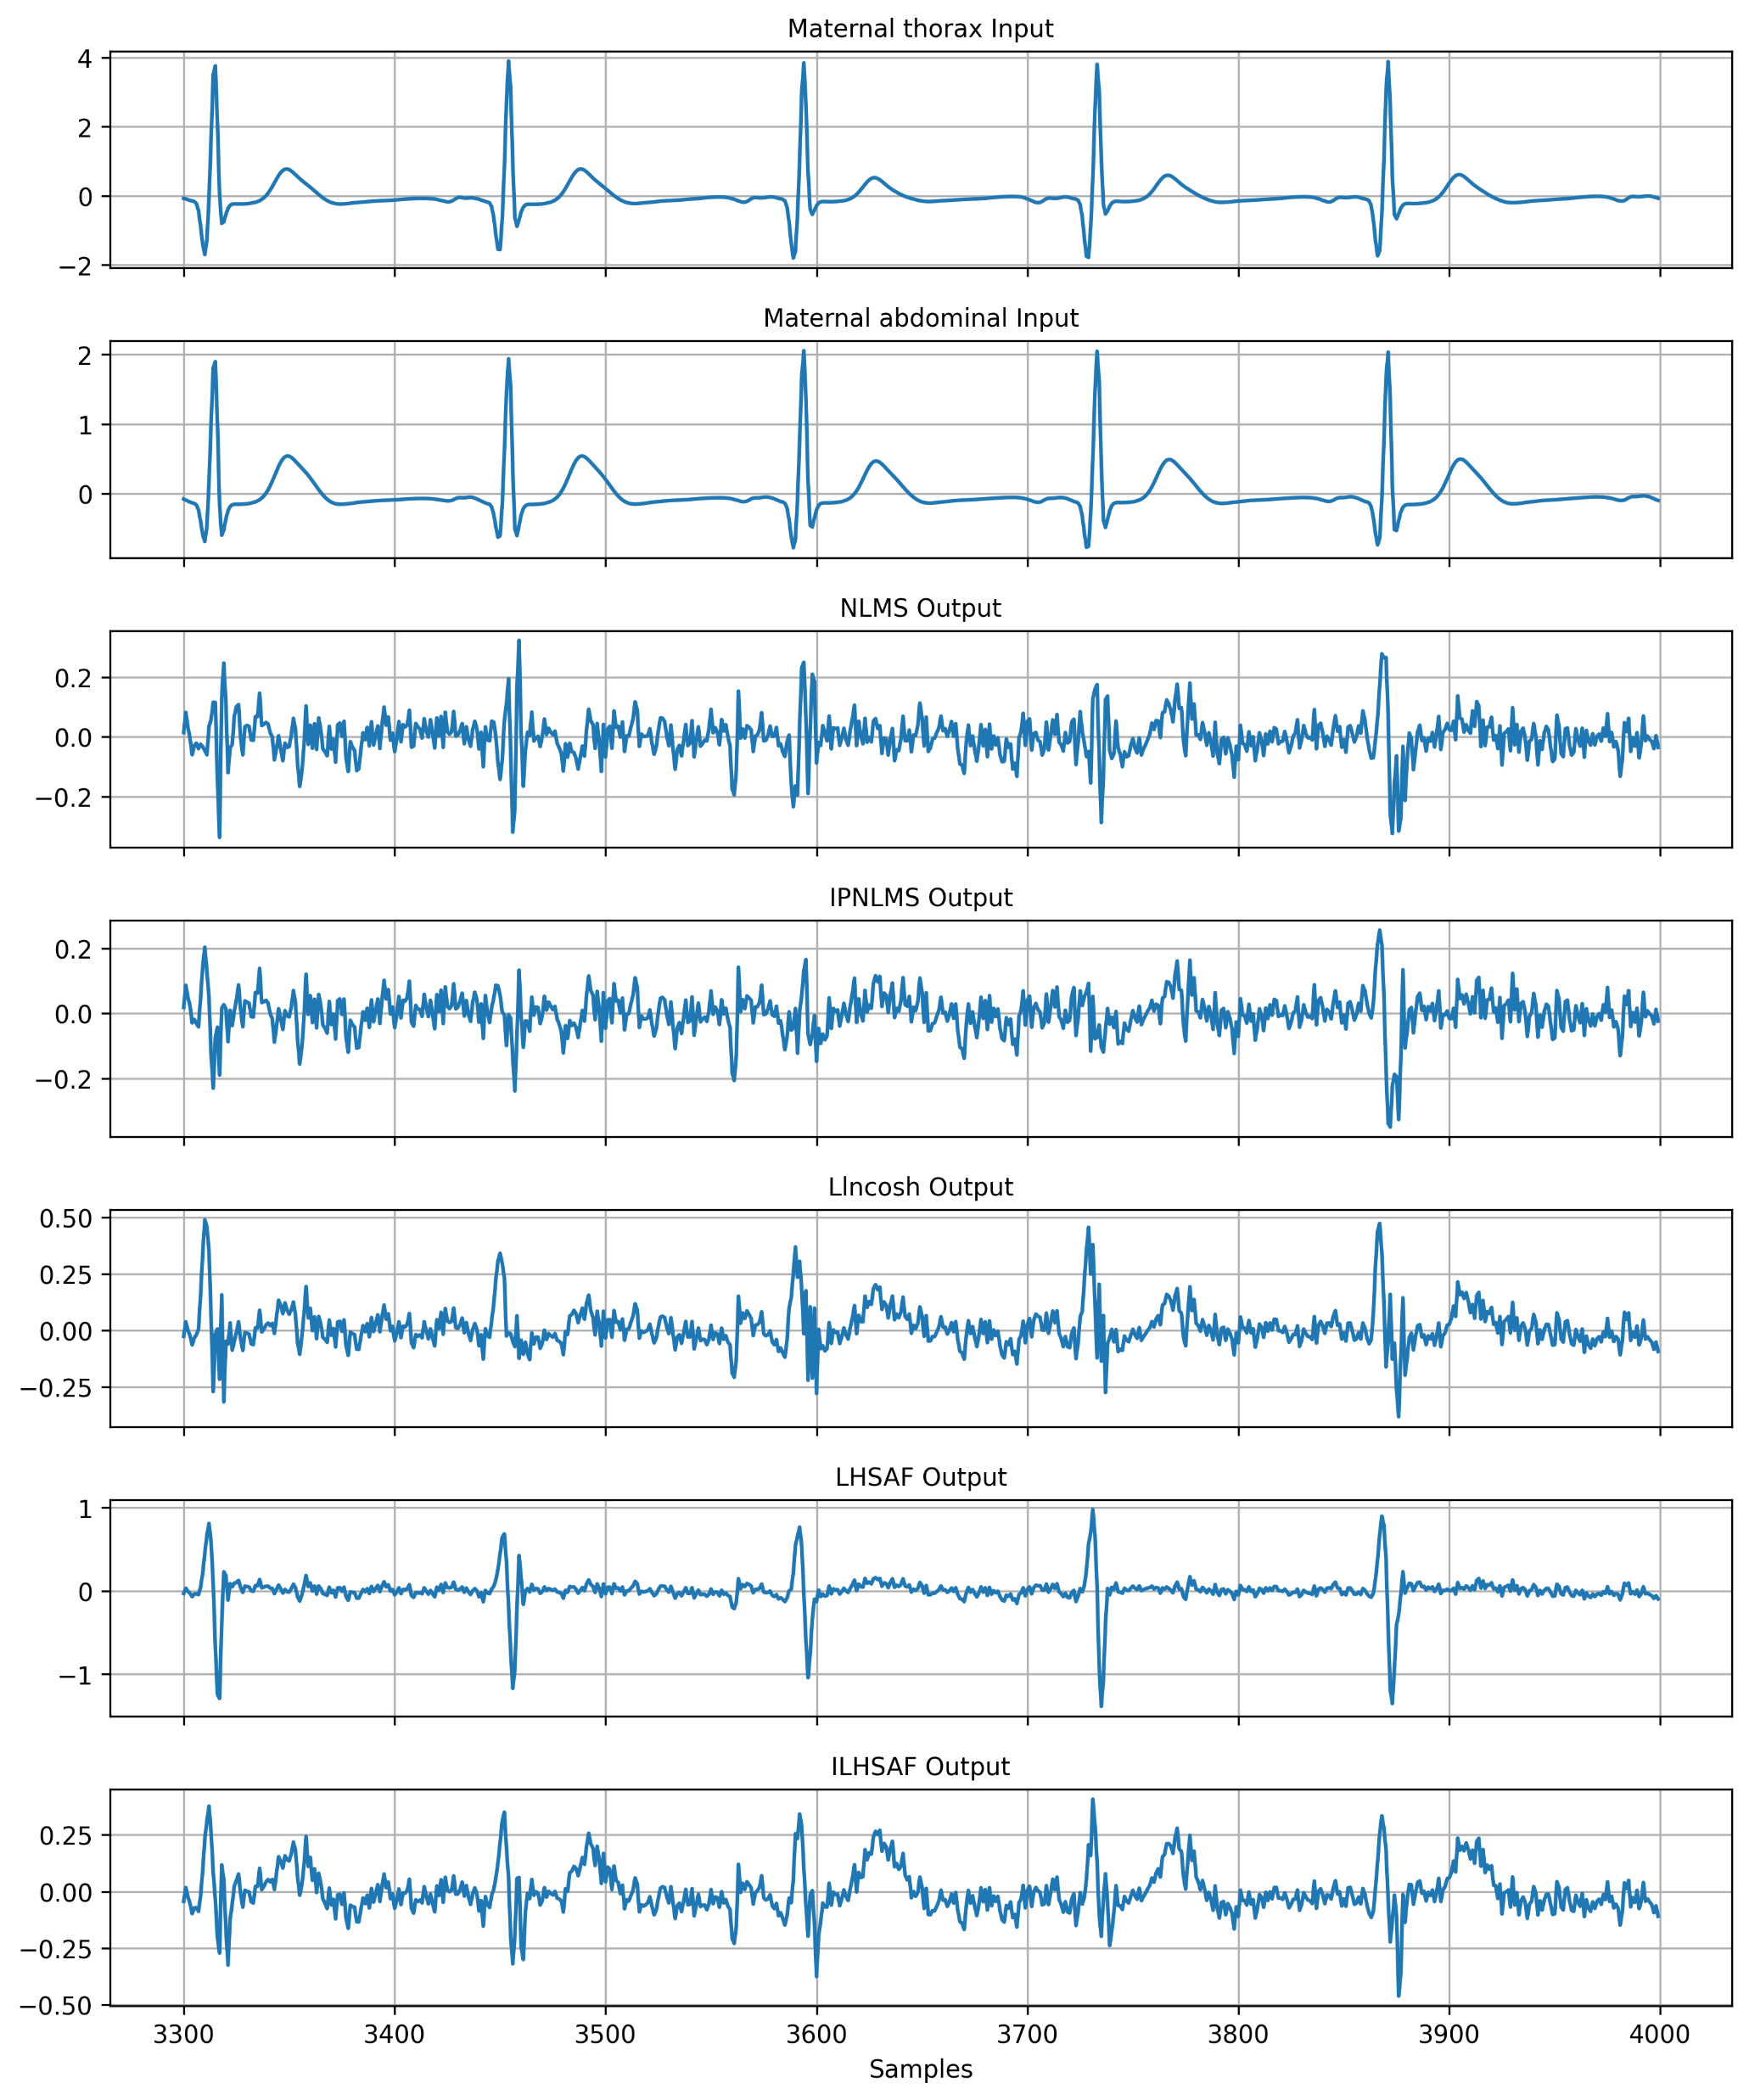 Maternal thorax Input
4
2
0
−2
Maternal abdominal Input
2
1
0
NLMS Output
0.2
0.0
−0.2
IPNLMS Output
0.2
0.0
−0.2
Llncosh Output
0.50
0.25
0.00
−0.25
LHSAF Output
1
0
−1
ILHSAF Output
0.25
0.00
−0.25
−0.50
3300 3400 3500 3600 3700 3800 3900 4000
Samples